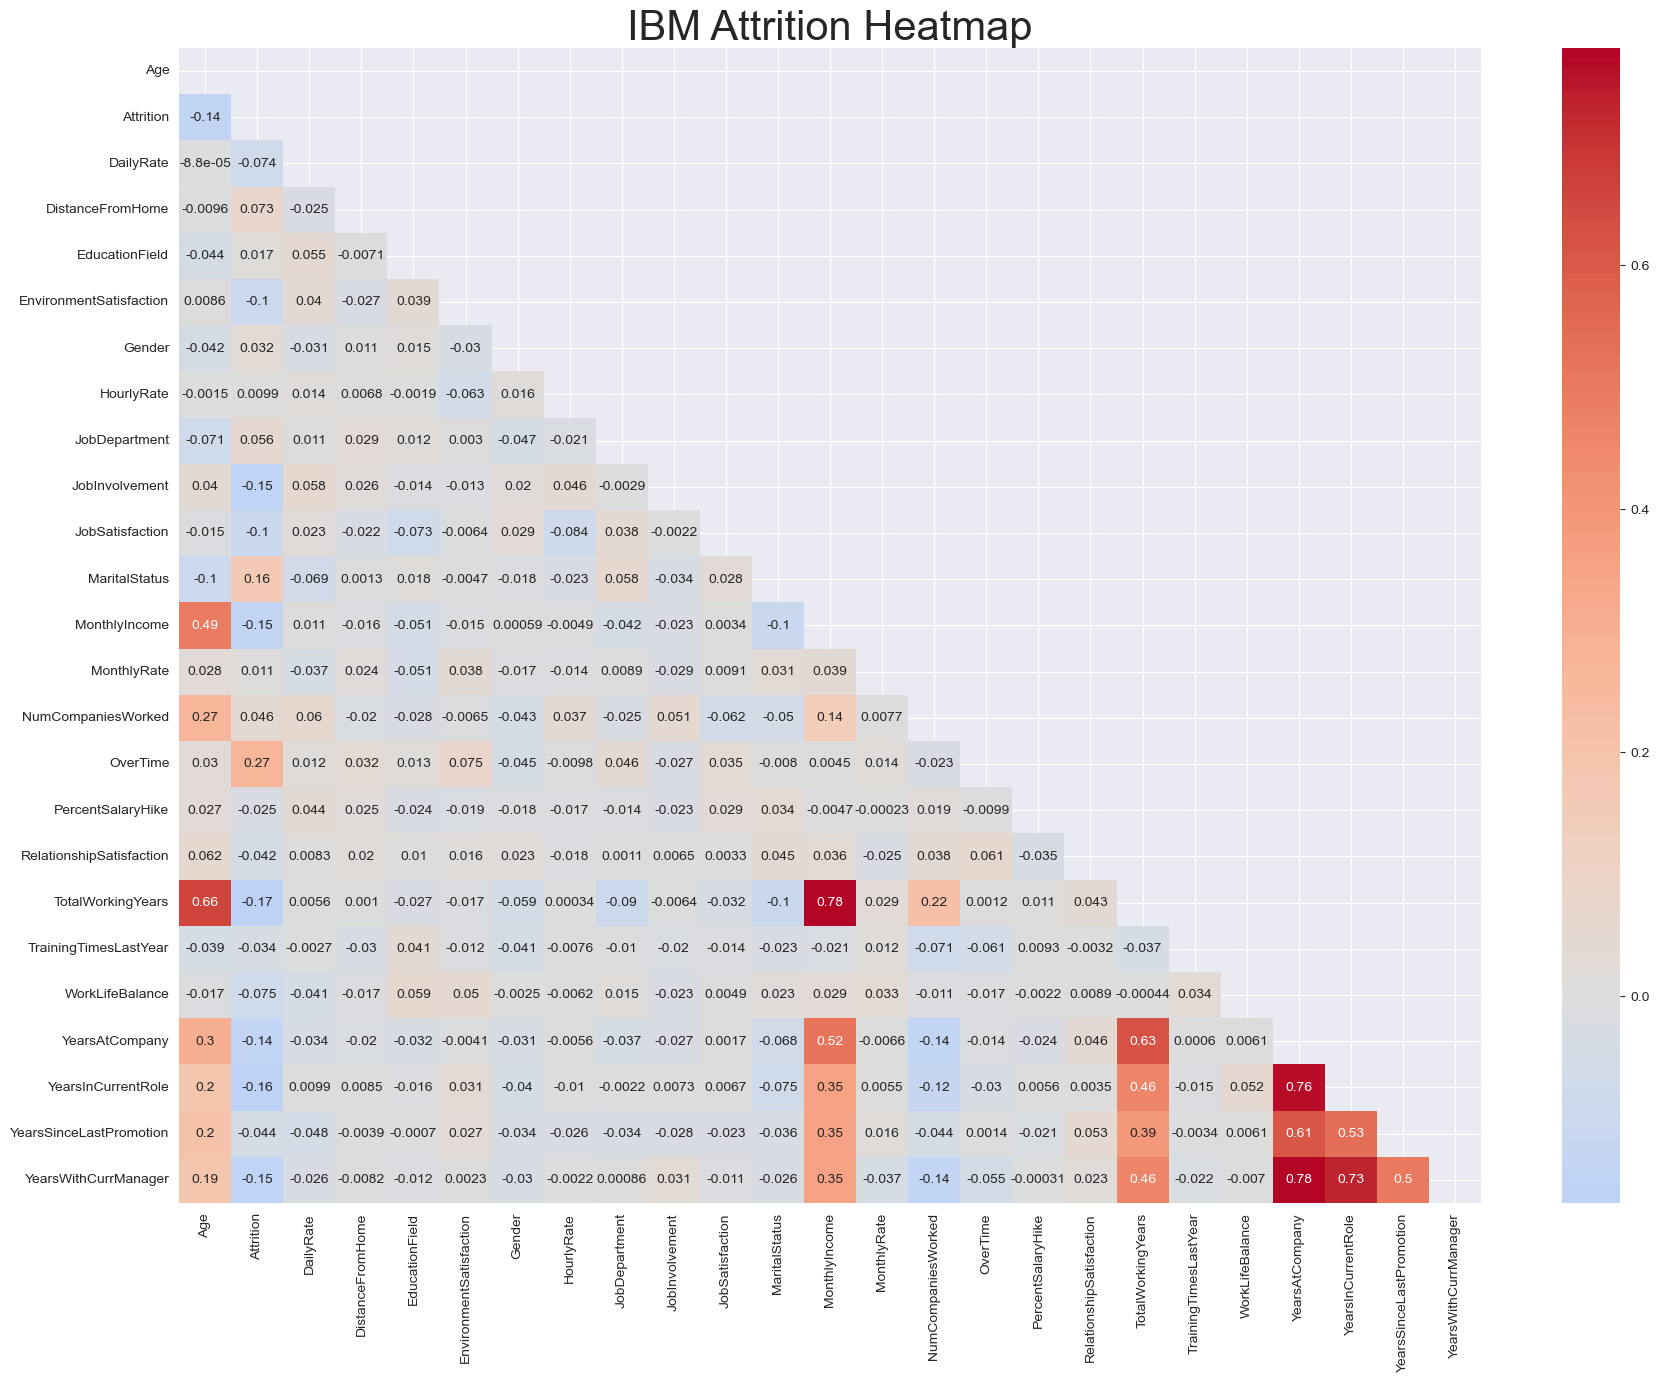 IBM Attrition Heatmap
Age
Attrition -0.14
DailyRate -8.8e-05 -0.074
DistanceFromHome -0.0096 0.073 -0.025
EducationField -0.044 0.017 0.055 -0.0071
EnvironmentSatisfaction 0.0086 -0.1 0.04 -0.027 0.039
Gender -0.042 0.032 -0.031 0.011 0.015 -0.03
HourlyRate -0.0015 0.0099 0.014 0.0068 -0.0019 -0.063 0.016
JobDepartment -0.071 0.056 0.011 0.029 0.012 0.003 -0.047 -0.021
JobInvolvement 0.04 -0.15 0.058 0.026 -0.014 -0.013 0.02 0.046 -0.0029
JobSatisfaction -0.015 -0.1 0.023 -0.022 -0.073 -0.0064 0.029 -0.084 0.038 -0.0022
MaritalStatus -0.1 0.16 -0.069 0.0013 0.018 -0.0047 -0.018 -0.023 0.058 -0.034 0.028
MonthlyIncome 0.49 -0.15 0.011 -0.016 -0.051 -0.015 0.00059 -0.0049 -0.042 -0.023 0.0034 -0.1
MonthlyRate 0.028 0.011 -0.037 0.024 -0.051 0.038 -0.017 -0.014 0.0089 -0.029 0.0091 0.031 0.039
NumCompaniesWorked 0.27 0.046 0.06 -0.02 -0.028 -0.0065 -0.043 0.037 -0.025 0.051 -0.062 -0.05 0.14 0.0077
OverTime 0.03 0.27 0.012 0.032 0.013 0.075 -0.045 -0.0098 0.046 -0.027 0.035 -0.008 0.0045 0.014 -0.023
PercentSalaryHike 0.027 -0.025 0.044 0.025 -0.024 -0.019 -0.018 -0.017 -0.014 -0.023 0.029 0.034 -0.0047 -0.00023 0.019 -0.0099
RelationshipSatisfaction 0.062 -0.042 0.0083 0.02 0.01 0.016 0.023 -0.018 0.0011 0.0065 0.0033 0.045 0.036 -0.025 0.038 0.061 -0.035
TotalWorkingYears 0.66 -0.17 0.0056 0.001 -0.027 -0.017 -0.059 0.00034 -0.09 -0.0064 -0.032 -0.1 0.78 0.029 0.22 0.0012 0.011 0.043
TrainingTimesLastYear -0.039 -0.034 -0.0027 -0.03 0.041 -0.012 -0.041 -0.0076 -0.01 -0.02 -0.014 -0.023 -0.021 0.012 -0.071 -0.061 0.0093 -0.0032 -0.037
WorkLifeBalance -0.017 -0.075 -0.041 -0.017 0.059 0.05 -0.0025 -0.0062 0.015 -0.023 0.0049 0.023 0.029 0.033 -0.011 -0.017 -0.0022 0.0089 -0.00044 0.034
YearsAtCompany 0.3 -0.14 -0.034 -0.02 -0.032 -0.0041 -0.031 -0.0056 -0.037 -0.027 0.0017 -0.068 0.52 -0.0066 -0.14 -0.014 -0.024 0.046 0.63 0.0006 0.0061
YearsInCurrentRole 0.2 -0.16 0.0099 0.0085 -0.016 0.031 -0.04 -0.01 -0.0022 0.0073 0.0067 -0.075 0.35 0.0055 -0.12 -0.03 0.0056 0.0035 0.46 -0.015 0.052 0.76
YearsSinceLastPromotion 0.2 -0.044 -0.048 -0.0039 -0.0007 0.027 -0.034 -0.026 -0.034 -0.028 -0.023 -0.036 0.35 0.016 -0.044 0.0014 -0.021 0.053 0.39 -0.0034 0.0061 0.61 0.53
YearsWithCurrManager 0.19 -0.15 -0.026 -0.0082 -0.012 0.0023 -0.03 -0.0022 0.00086 0.031 -0.011 -0.026 0.35 -0.037 -0.14 -0.055 -0.00031 0.023 0.46 -0.022 -0.007 0.78 0.73 0.5
Age
Attrition
DailyRate
DistanceFromHome
EducationField
EnvironmentSatisfaction
Gender
HourlyRate
JobDepartment
JobInvolvement
JobSatisfaction
MaritalStatus
MonthlyIncome
MonthlyRate
NumCompaniesWorked
OverTime
PercentSalaryHike
RelationshipSatisfaction
TotalWorkingYears
TrainingTimesLastYear
WorkLifeBalance
YearsAtCompany
YearsInCurrentRole
YearsSinceLastPromotion
YearsWithCurrManager
0.6
0.4
0.2
0.0